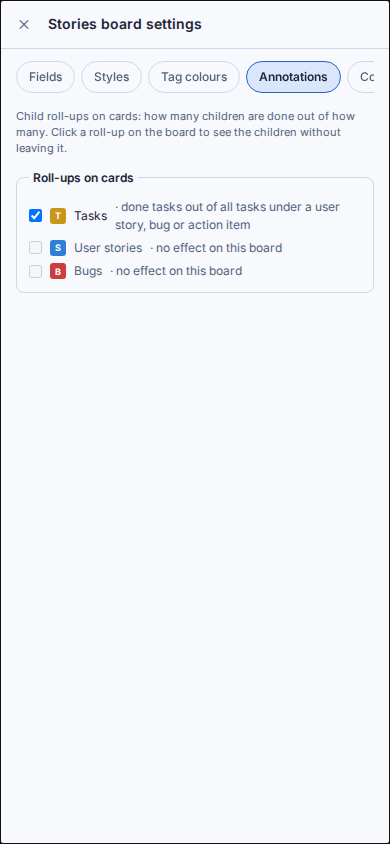 Stories board settings
Fields
Styles
Tag colours
Annotations
Co
Child roll-ups on cards: how many children are done out of how
many. Click a roll-up on the board to see the children without
leaving it.
Roll-ups on cards
T Tasks · done tasks out of all tasks under a user
story, bug or action item
S User stories · no effect on this board
B Bugs · no effect on this board